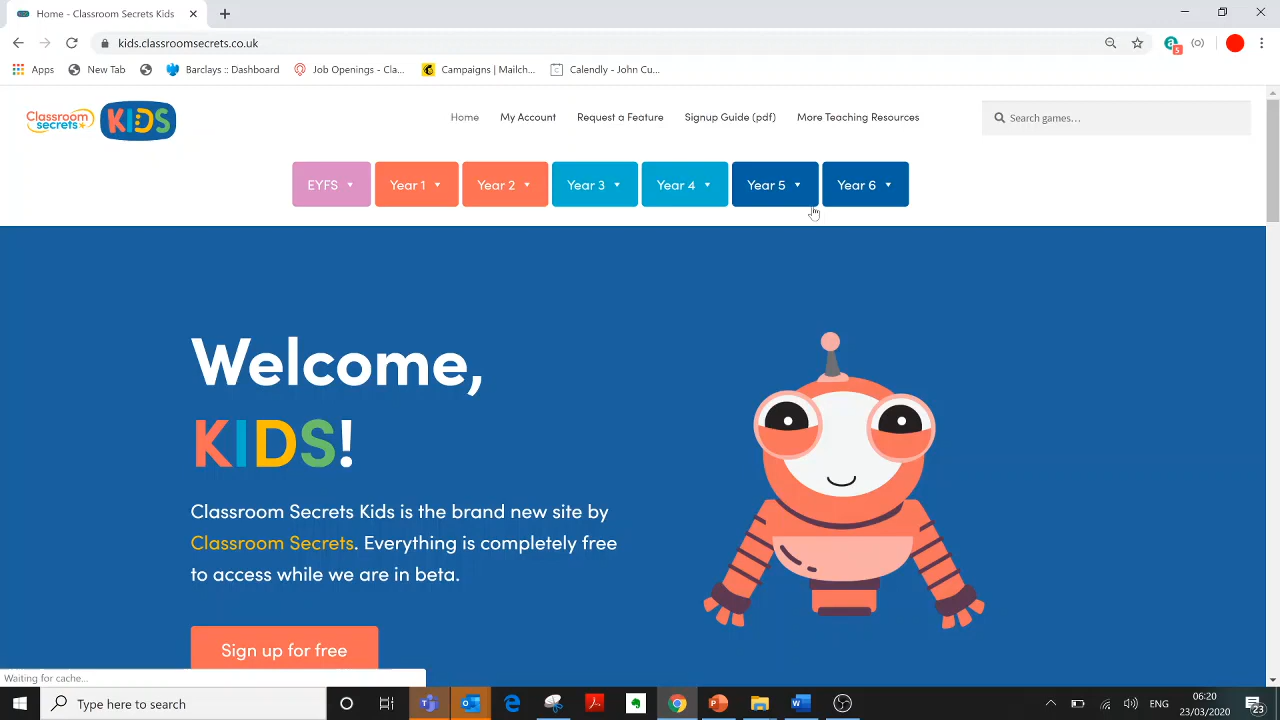 Home - Classroom Secrets Kids
kids.classroomsecrets.co.uk
Apps New Tab Barclays :: Dashboard Job Openings - Cla... Campaigns | Mailch... Calendly - John Cu...
Classroom secrets KIDS
Home My Account Request a Feature Signup Guide (pdf) More Teaching Resources
Search games...
EYFS Year 1 Year 2 Year 3 Year 4 Year 5 Year 6
Welcome,
KIDS!
Classroom Secrets Kids is the brand new site by
Classroom Secrets. Everything is completely free
to access while we are in beta.
Sign up for free
Waiting for cache...
Type here to search
ENG
06:20
23/03/2020
23